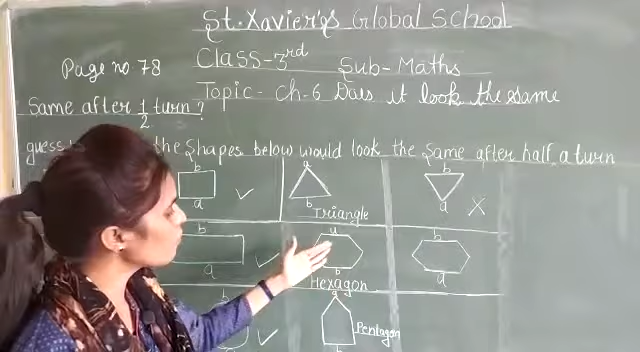 St. Xavier's Global School
Page no 78 Class-3rd Sub-Maths
Same after 1/2 turn? Topic- Ch-6 Does it look the same
guess the Shapes below would look the same after half a turn
b a b
a b a
Triangle
b a b
a b a
Hexagon
a
Pentagon
b